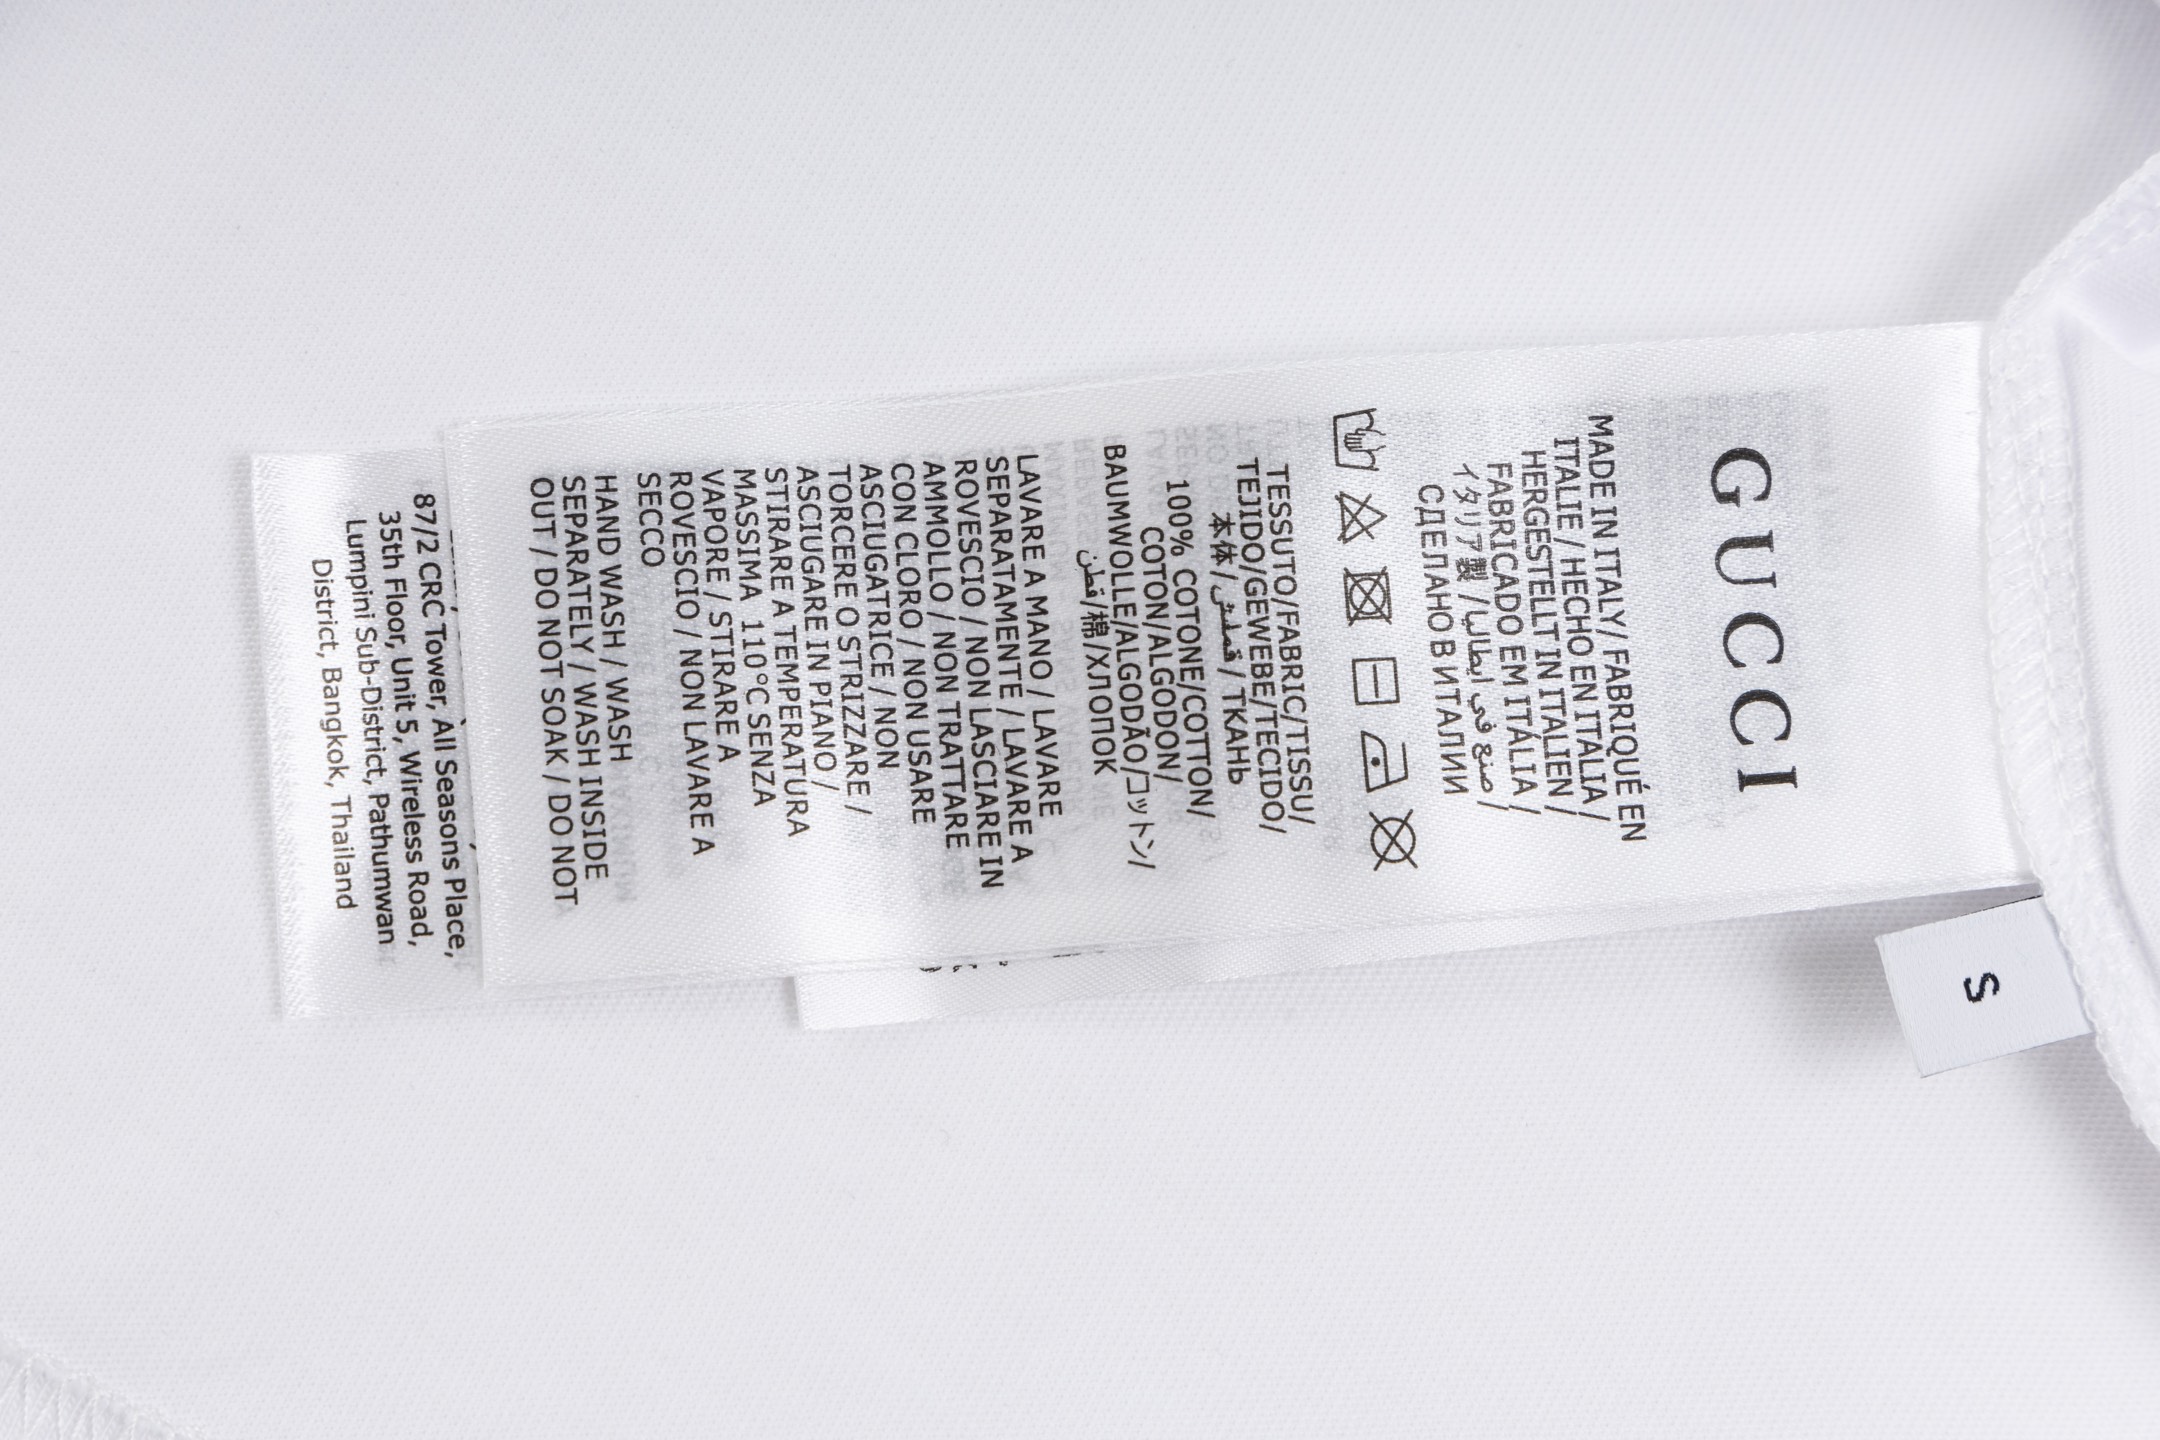 GUCCI
MADE IN ITALY / FABRIQUÉ EN
ITALIE / HECHO EN ITALIA /
HERGESTELLT IN ITALIEN /
FABRICADO EM ITÁLIA /
イタリア製 / صنع في ايطاليا /
СДЕЛАНО В ИТАЛИИ
TESSUTO/FABRIC/TISSU/
TEJIDO/GEWEBE/TECIDO/
本体 / قماش / ТКАНЬ
100% COTONE/COTTON/
COTON/ALGODON/
BAUMWOLLE/ALGODÃO/コットン/
قطن/棉/ХЛОПОК
LAVARE A MANO / LAVARE
SEPARATAMENTE / LAVARE A
ROVESCIO / NON LASCIARE IN
AMMOLLO / NON TRATTARE
CON CLORO / NON USARE
ASCIUGATRICE / NON
TORCERE O STRIZZARE /
ASCIUGARE IN PIANO /
STIRARE A TEMPERATURA
MASSIMA 110°C SENZA
VAPORE / STIRARE A
ROVESCIO / NON LAVARE A
SECCO
HAND WASH / WASH
SEPARATELY / WASH INSIDE
OUT / DO NOT SOAK / DO NOT
87/2 CRC Tower, All Seasons Place,
35th Floor, Unit 5, Wireless Road,
Lumpini Sub-District, Pathumwan
District, Bangkok, Thailand
S